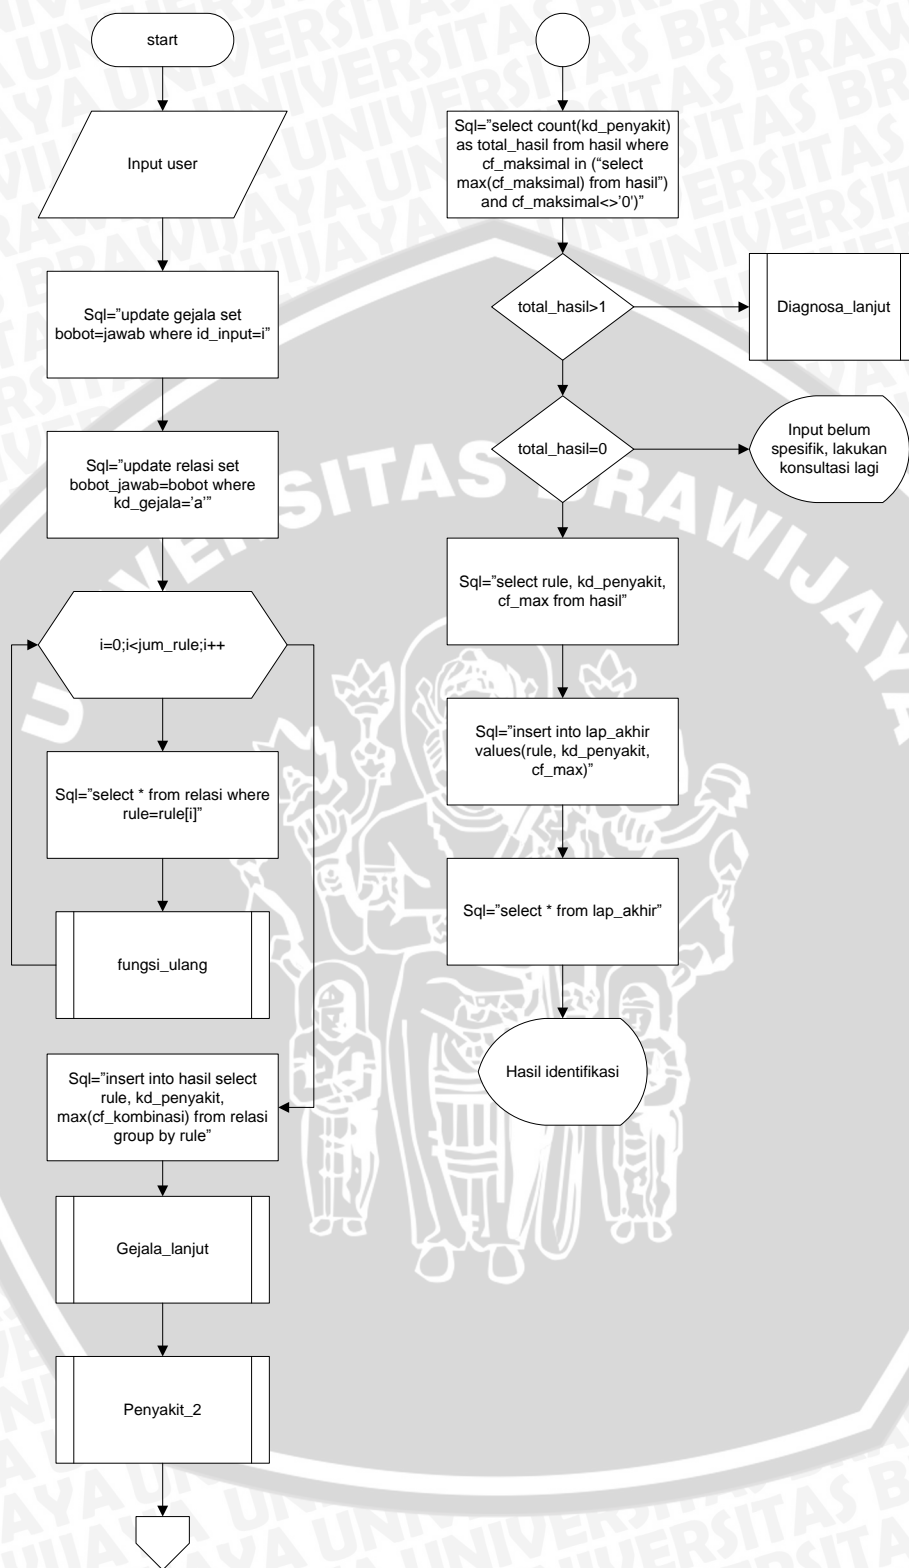 start
Input user
Sql=”update gejala set
bobot=jawab where id_input=i”
Sql=”update relasi set
bobot_jawab=bobot where
kd_gejala=’a’”
i=0;i<jum_rule;i++
Sql=”select * from relasi where
rule=rule[i]”
fungsi_ulang
Sql=”insert into hasil select
rule, kd_penyakit,
max(cf_kombinasi) from relasi
group by rule”
Gejala_lanjut
Penyakit_2
Sql=”select count(kd_penyakit)
as total_hasil from hasil where
cf_maksimal in (“select
max(cf_maksimal) from hasil”)
and cf_maksimal<>’0')”
total_hasil>1
Diagnosa_lanjut
total_hasil=0
Input belum
spesifik, lakukan
konsultasi lagi
Sql=”select rule, kd_penyakit,
cf_max from hasil”
Sql=”insert into lap_akhir
values(rule, kd_penyakit,
cf_max)”
Sql=”select * from lap_akhir”
Hasil identifikasi
UNIVERSITAS BRAWIJAYA